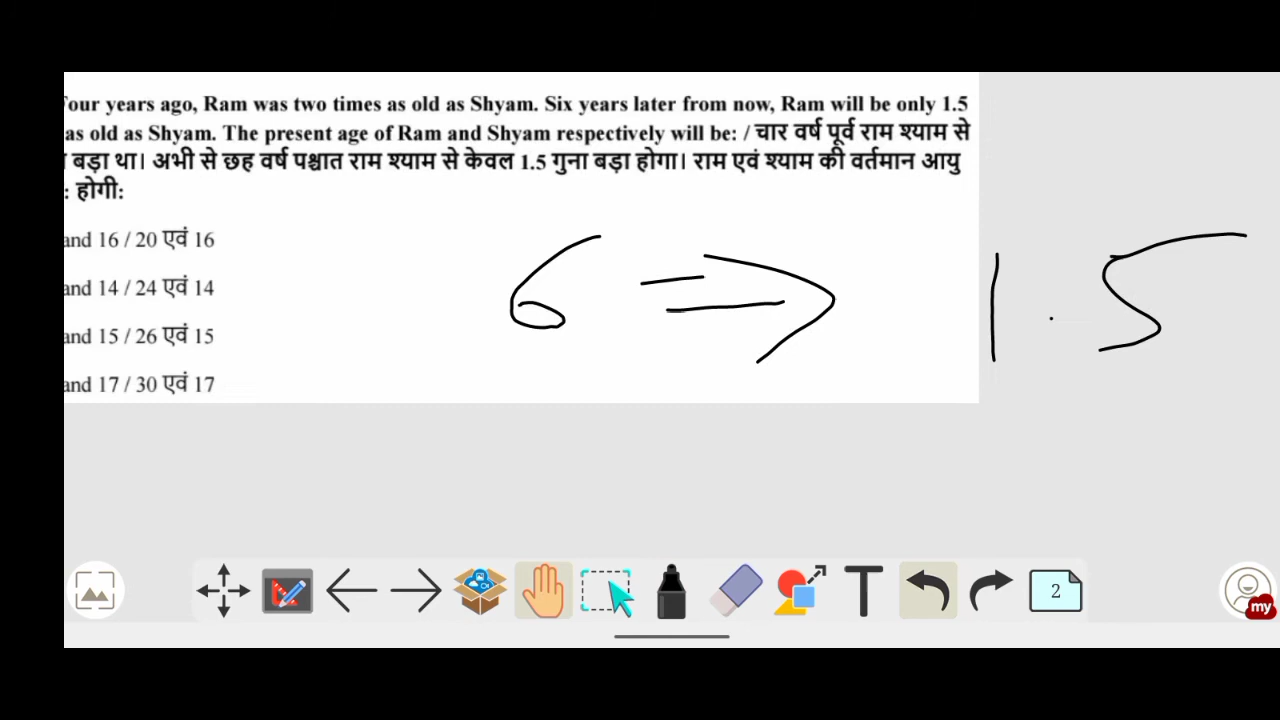 Four years ago, Ram was two times as old as Shyam. Six years later from now, Ram will be only 1.5
as old as Shyam. The present age of Ram and Shyam respectively will be: / चार वर्ष पूर्व राम श्याम से
बड़ा था। अभी से छह वर्ष पश्चात राम श्याम से केवल 1.5 गुना बड़ा होगा। राम एवं श्याम की वर्तमान आयु
: होगी:
and 16 / 20 एवं 16
and 14 / 24 एवं 14
and 15 / 26 एवं 15
and 17 / 30 एवं 17
6 ⇒ 1.5
T
2
my